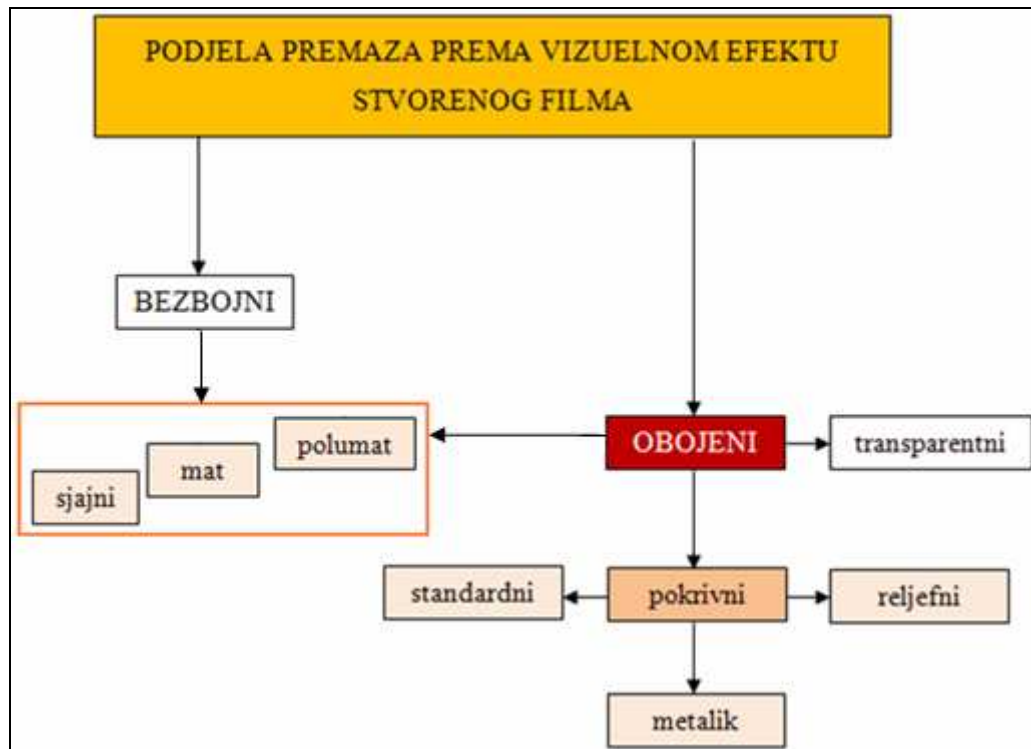 PODJELA PREMAZA PREMA VIZUELNOM EFEKTU
STVORENOG FILMA
BEZBOJNI
polumat
mat
sjajni
OBOJENI
transparentni
standardni
pokrivni
reljefni
metalik